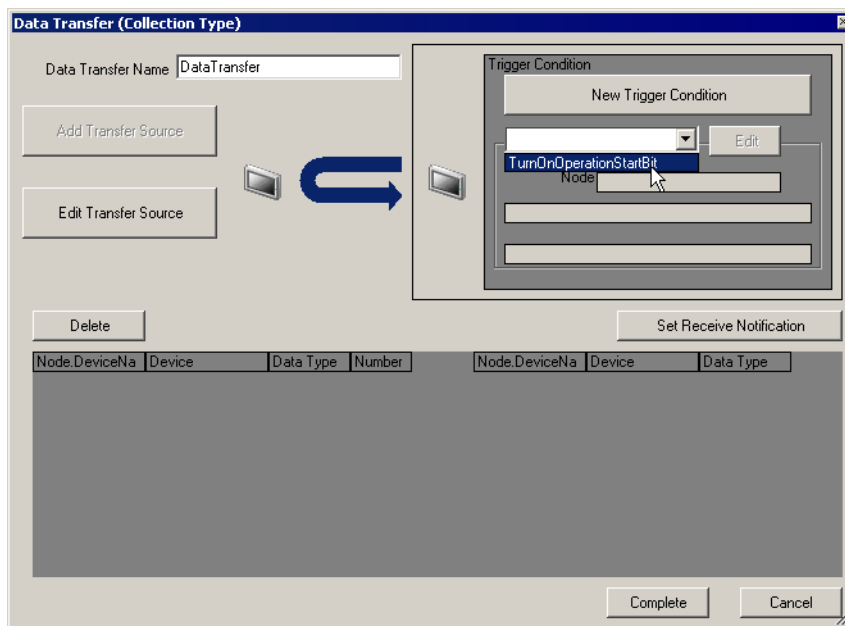 Data Transfer (Collection Type)
Data Transfer Name DataTransfer
Trigger Condition
New Trigger Condition
Add Transfer Source
Edit
TurnOnOperationStartBit
Node
Edit Transfer Source
Delete
Set Receive Notification
Node.DeviceNa Device Data Type Number Node.DeviceNa Device Data Type
Complete Cancel